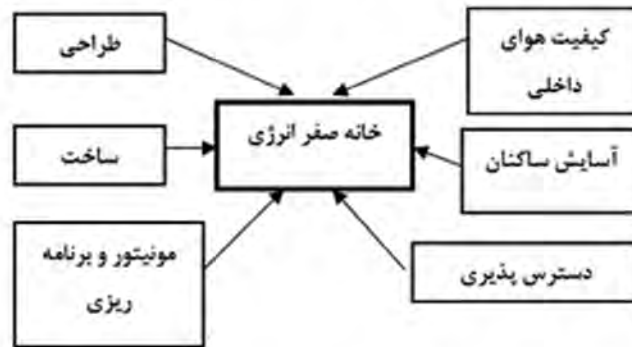 طراحی
کیفیت هوای
داخلی
خانه صفر انرژی
ساخت
آسایش ساکنان
مونیتور و برنامه
ریزی
دسترس پذیری